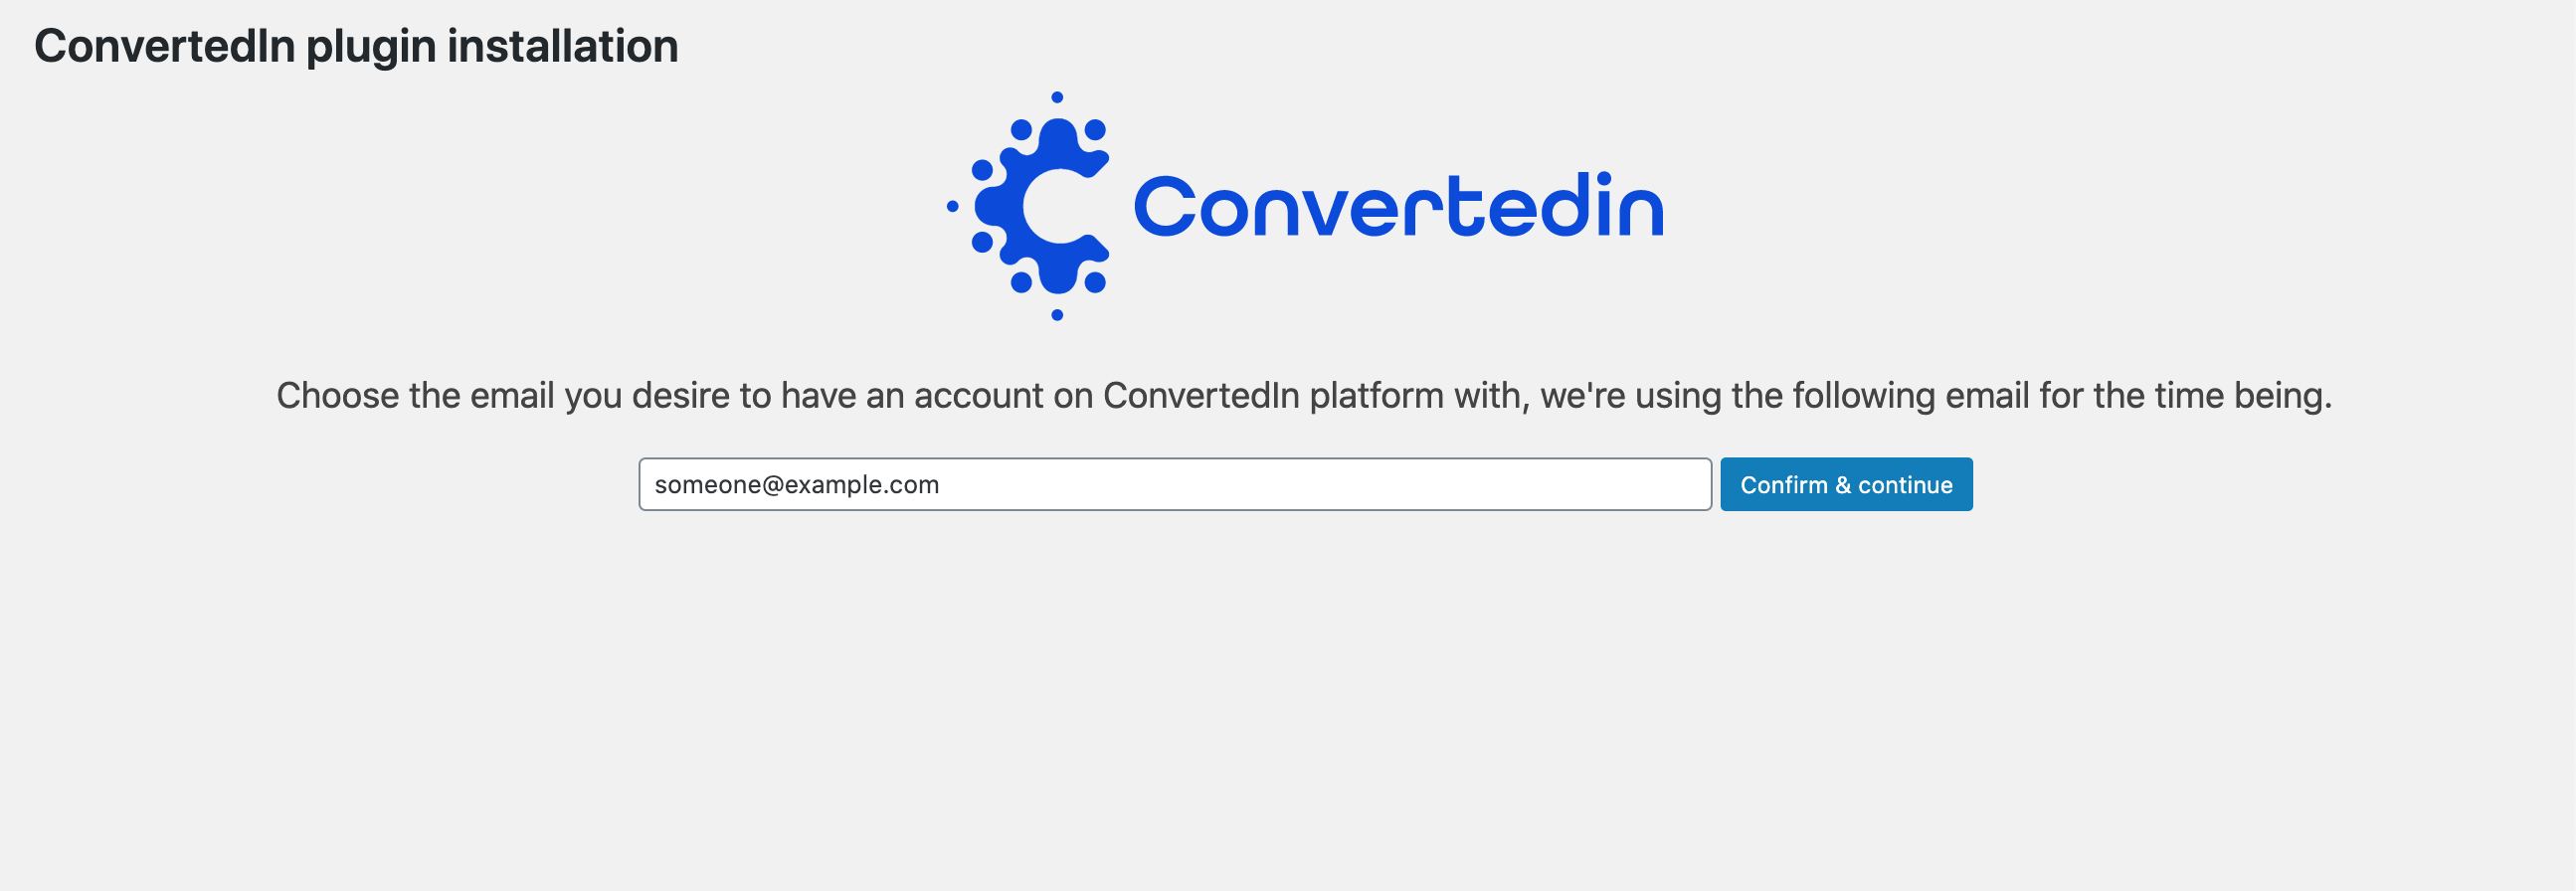 ConvertedIn plugin installation
Convertedin
Choose the email you desire to have an account on ConvertedIn platform with, we're using the following email for the time being.
someone@example.com
Confirm & continue